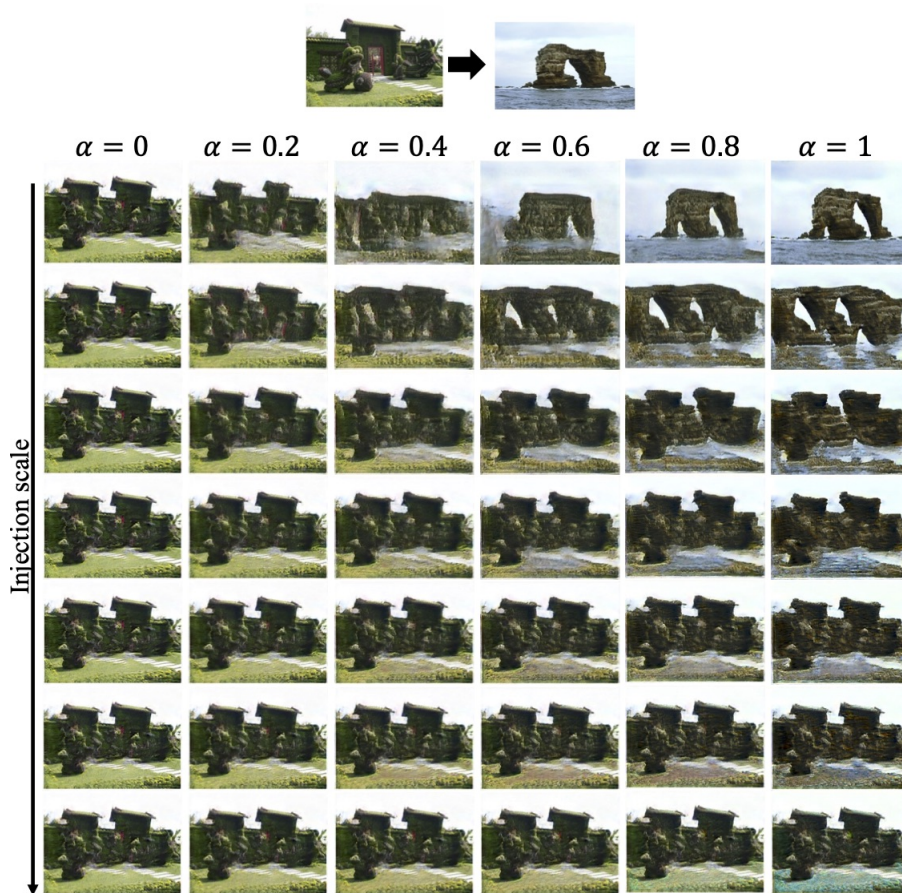 α = 0 α = 0.2 α = 0.4 α = 0.6 α = 0.8 α = 1
Injection scale